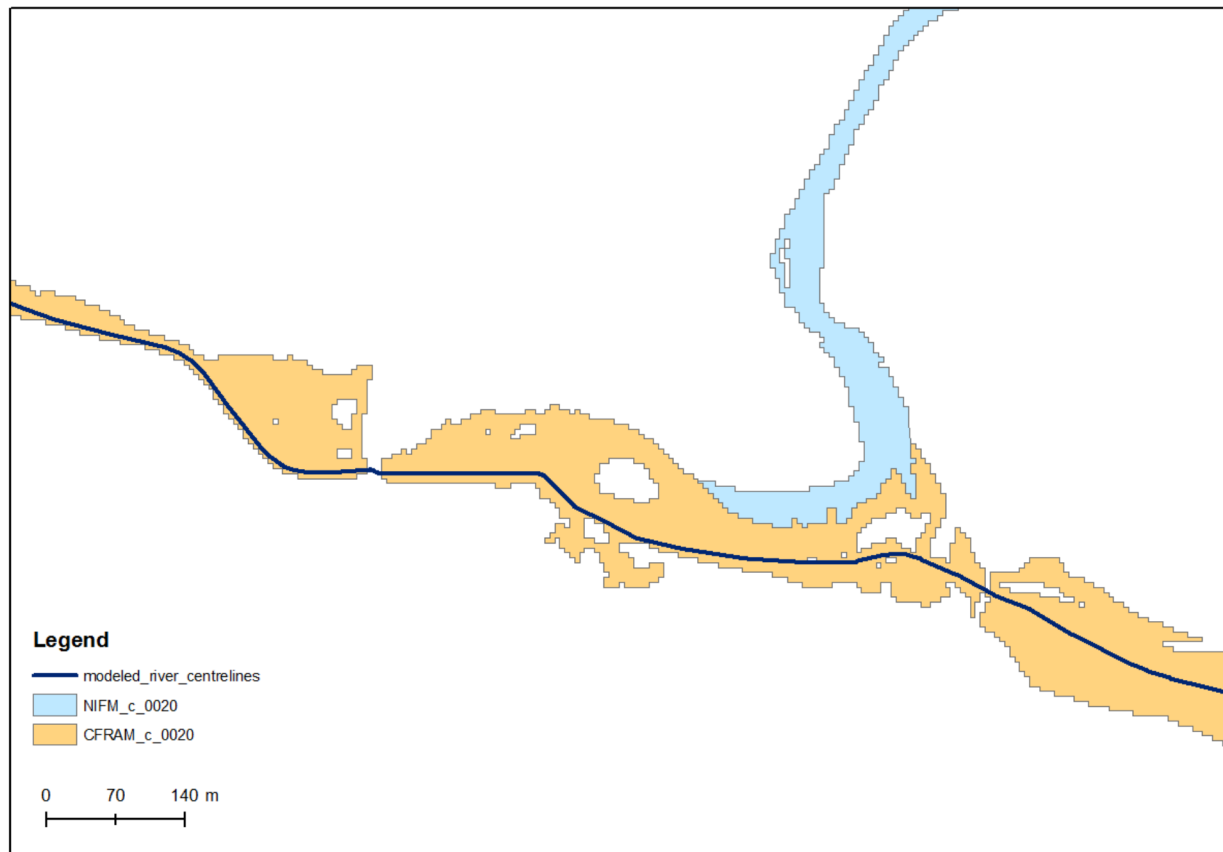 Legend
modeled_river_centrelines
NIFM_c_0020
CFRAM_c_0020
0 70 140 m